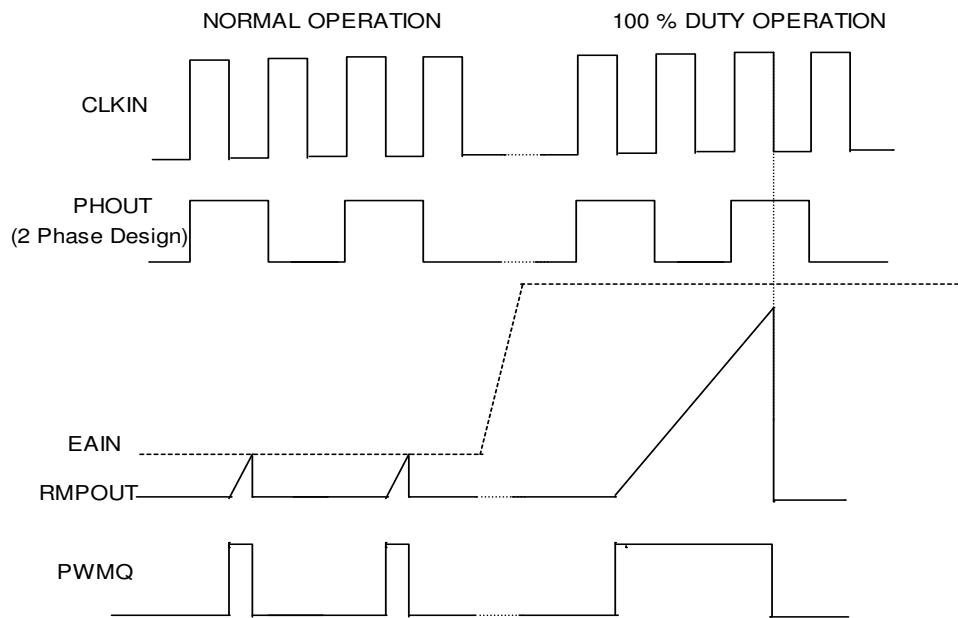 NORMAL OPERATION
100 % DUTY OPERATION
CLKIN
PHOUT
(2 Phase Design)
EAIN
RMPOUT
PWMQ